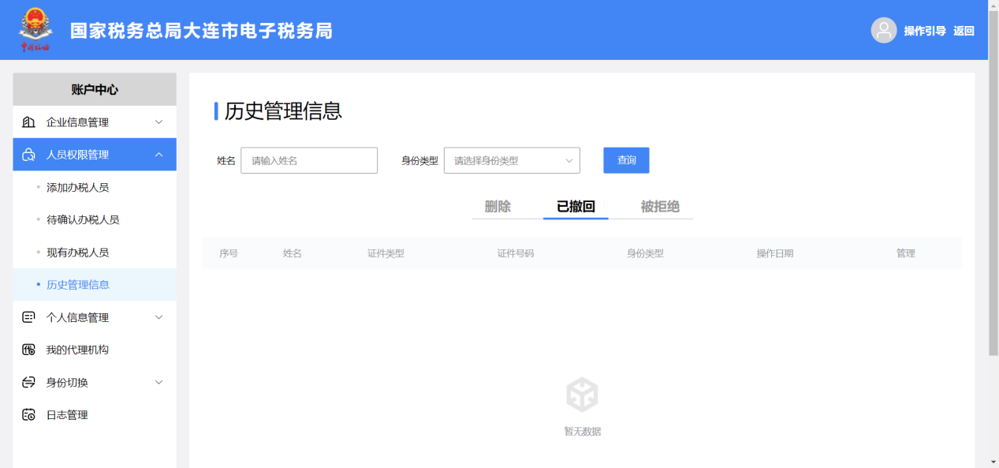 中国税务
国家税务总局大连市电子税务局
操作引导 返回
账户中心
企业信息管理
人员权限管理
添加办税人员
待确认办税人员
现有办税人员
历史管理信息
个人信息管理
我的代理机构
身份切换
日志管理
历史管理信息
姓名 请输入姓名 身份类型 请选择身份类型 查询
删除 已撤回 被拒绝
序号 姓名 证件类型 证件号码 身份类型 操作日期 管理
暂无数据